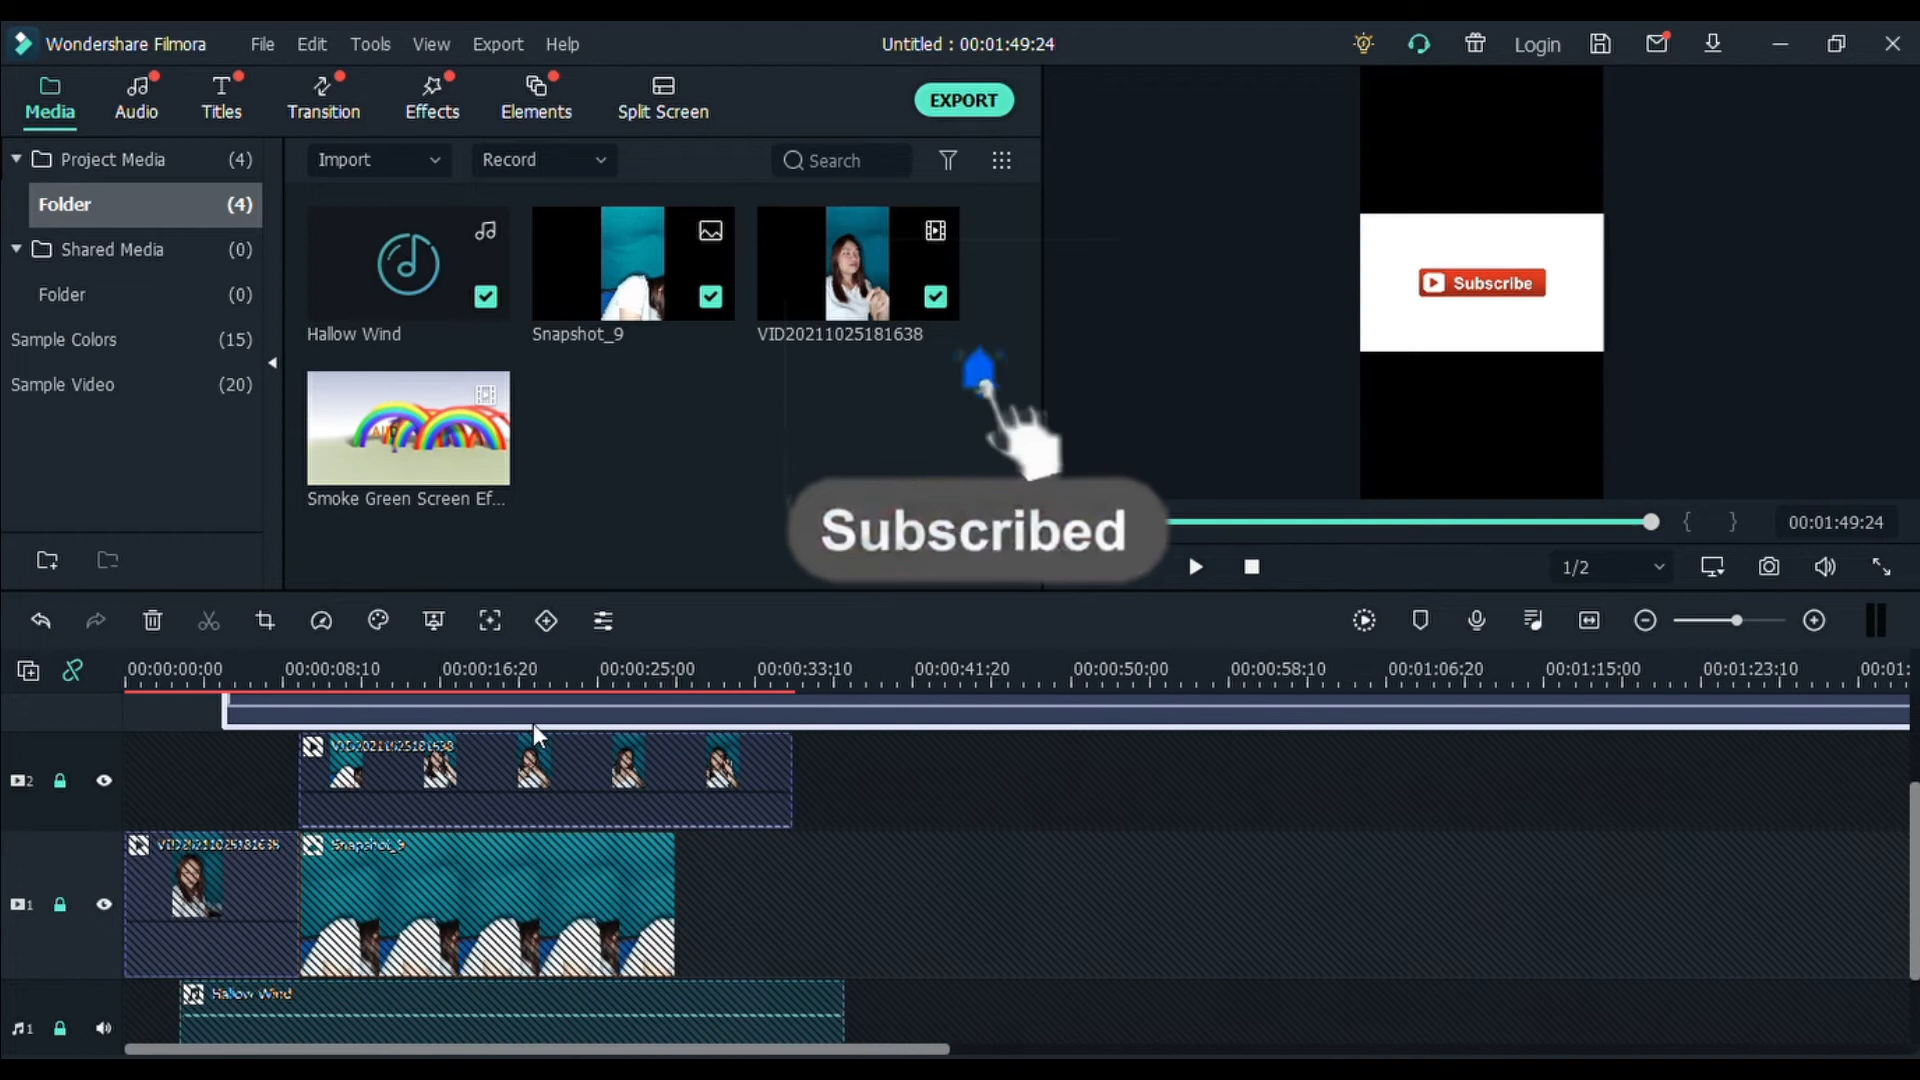 Wondershare Filmora File Edit Tools View Export Help Untitled : 00:01:49:24 Login
Media Audio Titles Transition Effects Elements Split Screen EXPORT
Project Media (4)
Folder (4)
Shared Media (0)
Folder (0)
Sample Colors (15)
Sample Video (20)
Import Record Search
Hallow Wind Snapshot_9 VID20211025181638
Smoke Green Screen Ef...
Subscribe
Subscribed
00:01:49:24
1/2
00:00:00:00 00:00:08:10 00:00:16:20 00:00:25:00 00:00:33:10 00:00:41:20 00:00:50:00 00:00:58:10 00:01:06:20 00:01:15:00 00:01:23:10 00:01:
VID20211025181638
2
VID20211025181638 Snapshot_9
1
Hallow Wind
1